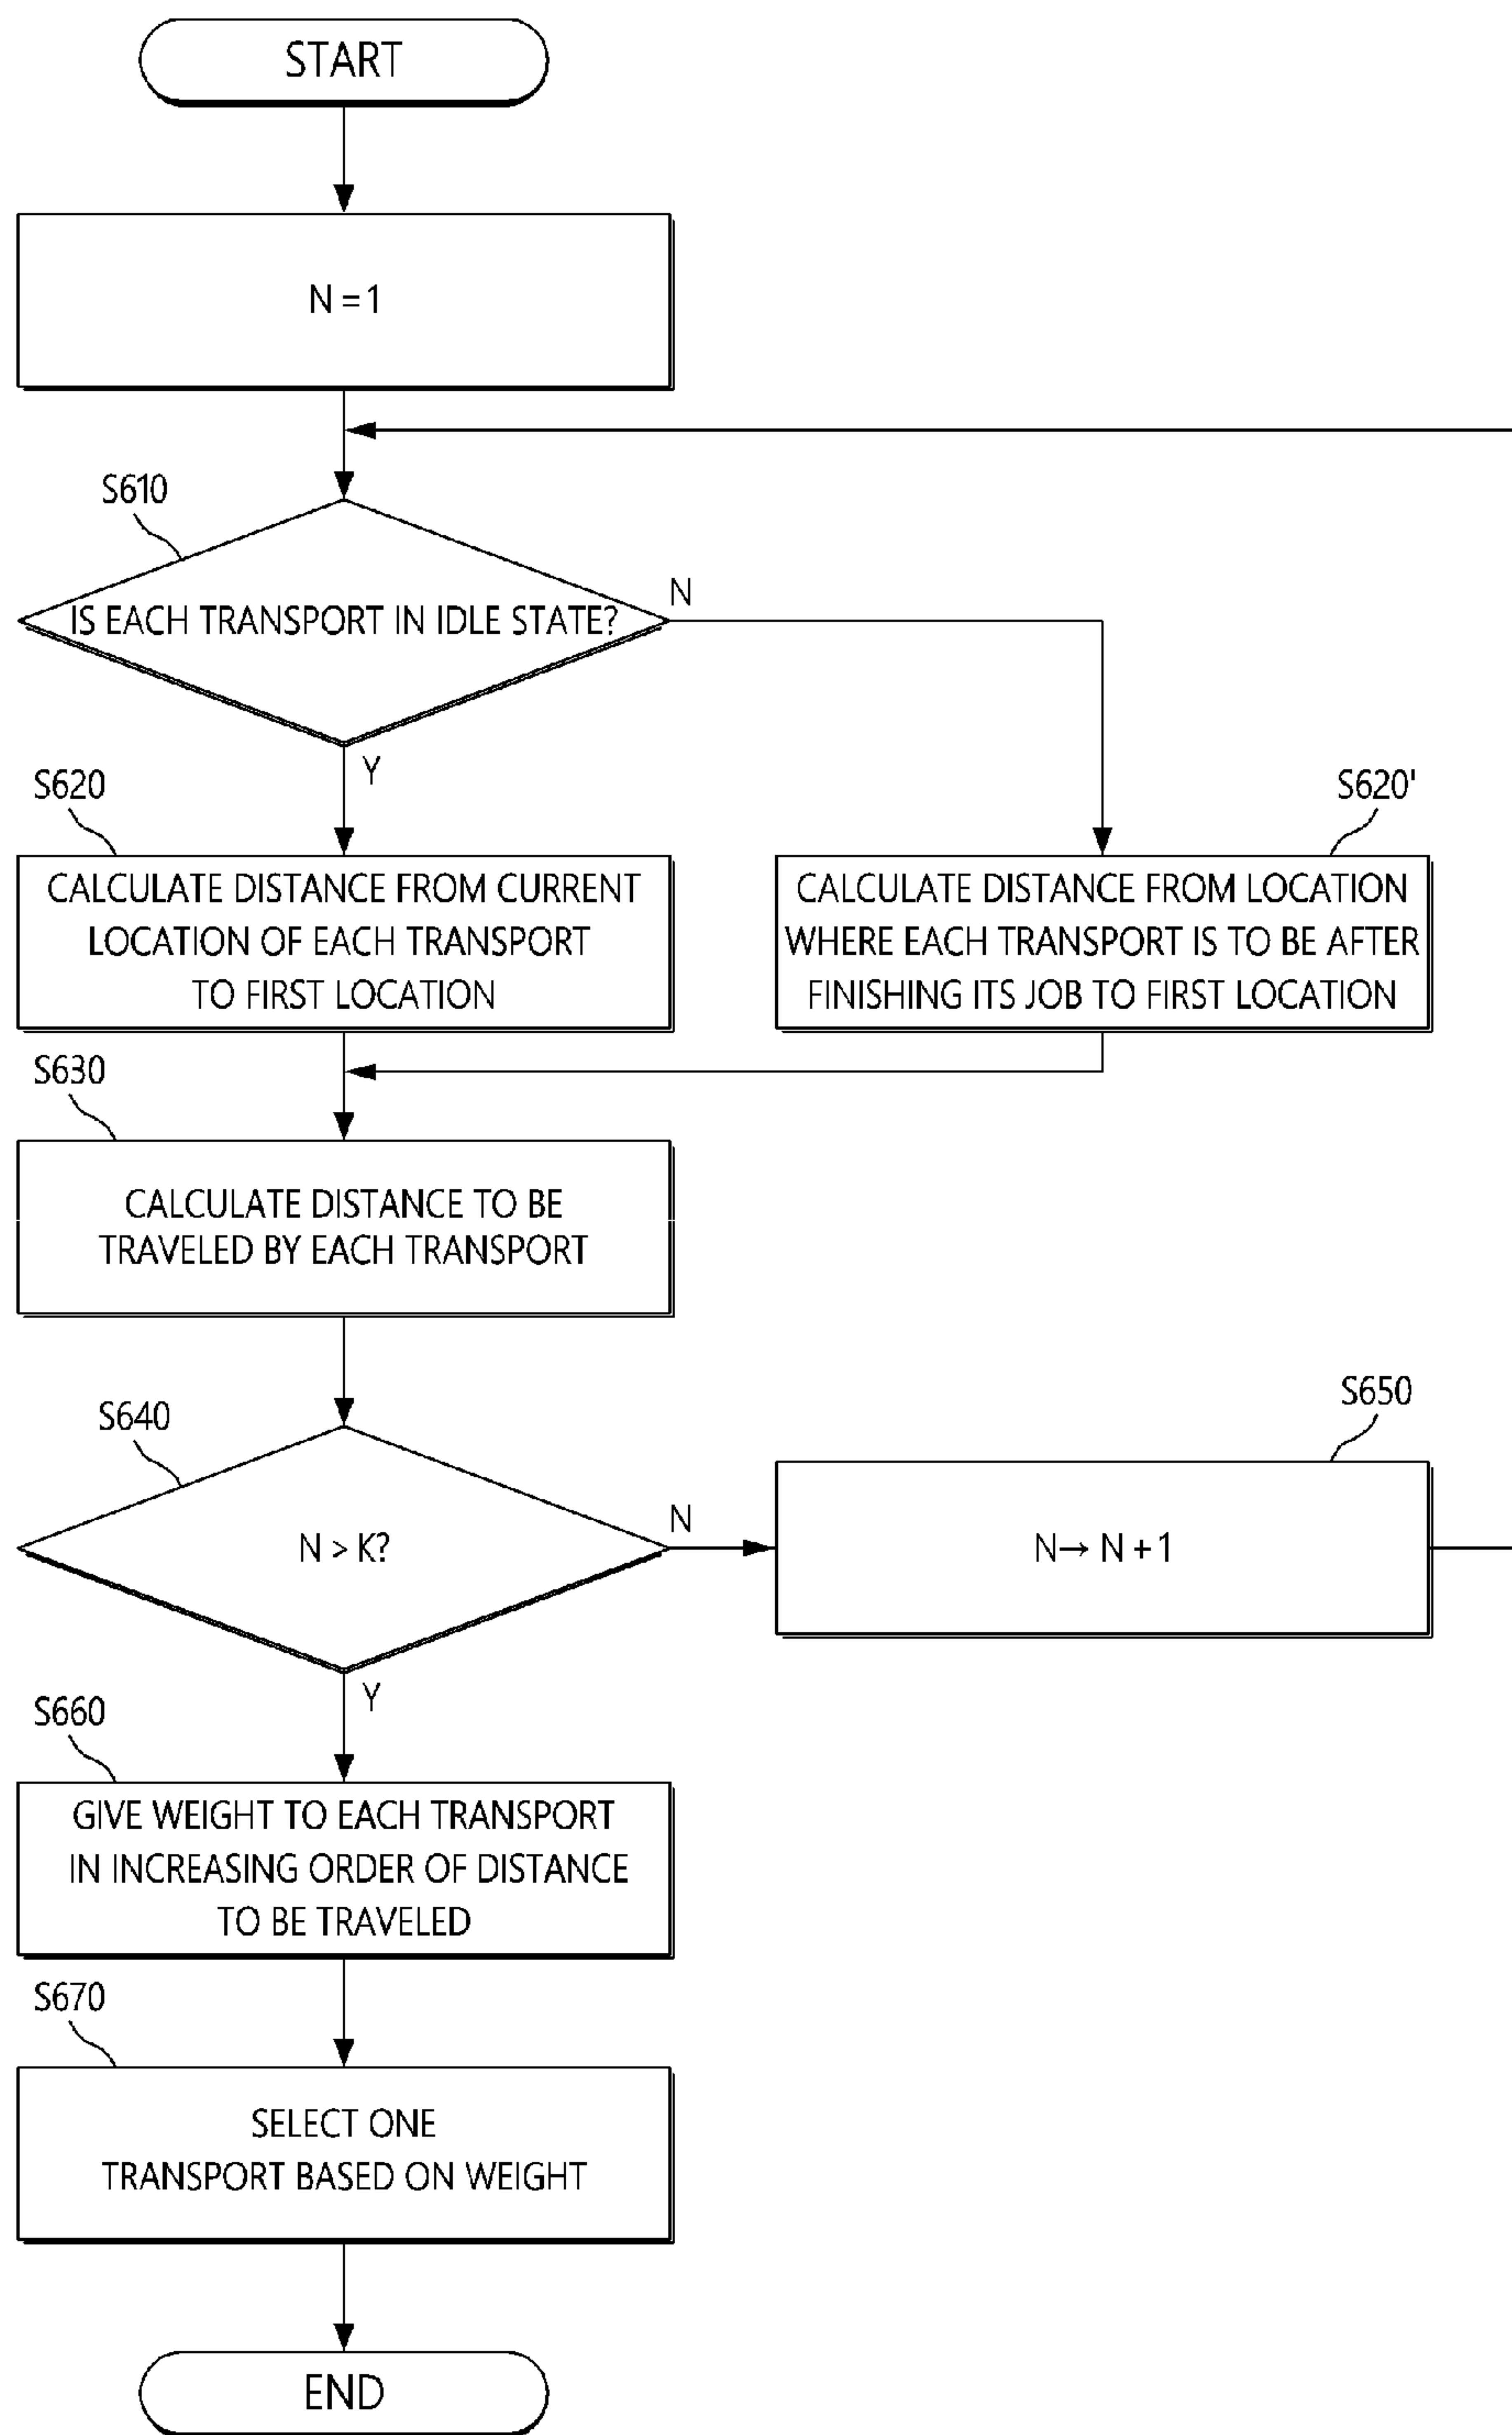 START
N = 1
S610
IS EACH TRANSPORT IN IDLE STATE?
N
Y
S620
CALCULATE DISTANCE FROM CURRENT
LOCATION OF EACH TRANSPORT
TO FIRST LOCATION
S620'
CALCULATE DISTANCE FROM LOCATION
WHERE EACH TRANSPORT IS TO BE AFTER
FINISHING ITS JOB TO FIRST LOCATION
S630
CALCULATE DISTANCE TO BE
TRAVELED BY EACH TRANSPORT
S640
N > K?
N
S650
N→ N + 1
Y
S660
GIVE WEIGHT TO EACH TRANSPORT
IN INCREASING ORDER OF DISTANCE
TO BE TRAVELED
S670
SELECT ONE
TRANSPORT BASED ON WEIGHT
END